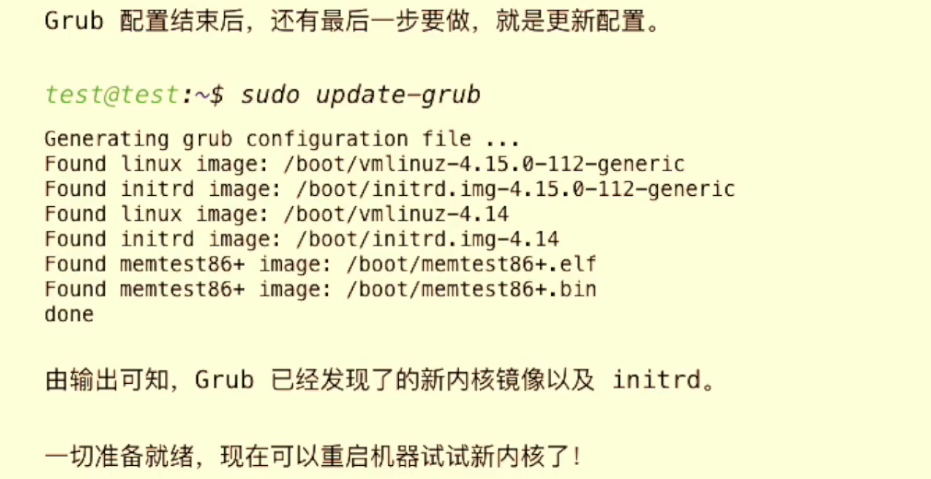 Grub 配置结束后，还有最后一步要做，就是更新配置。
test@test:~$ sudo update-grub
Generating grub configuration file ...
Found linux image: /boot/vmlinuz-4.15.0-112-generic
Found initrd image: /boot/initrd.img-4.15.0-112-generic
Found linux image: /boot/vmlinuz-4.14
Found initrd image: /boot/initrd.img-4.14
Found memtest86+ image: /boot/memtest86+.elf
Found memtest86+ image: /boot/memtest86+.bin
done
由输出可知，Grub 已经发现了的新内核镜像以及 initrd。
一切准备就绪，现在可以重启机器试试新内核了！